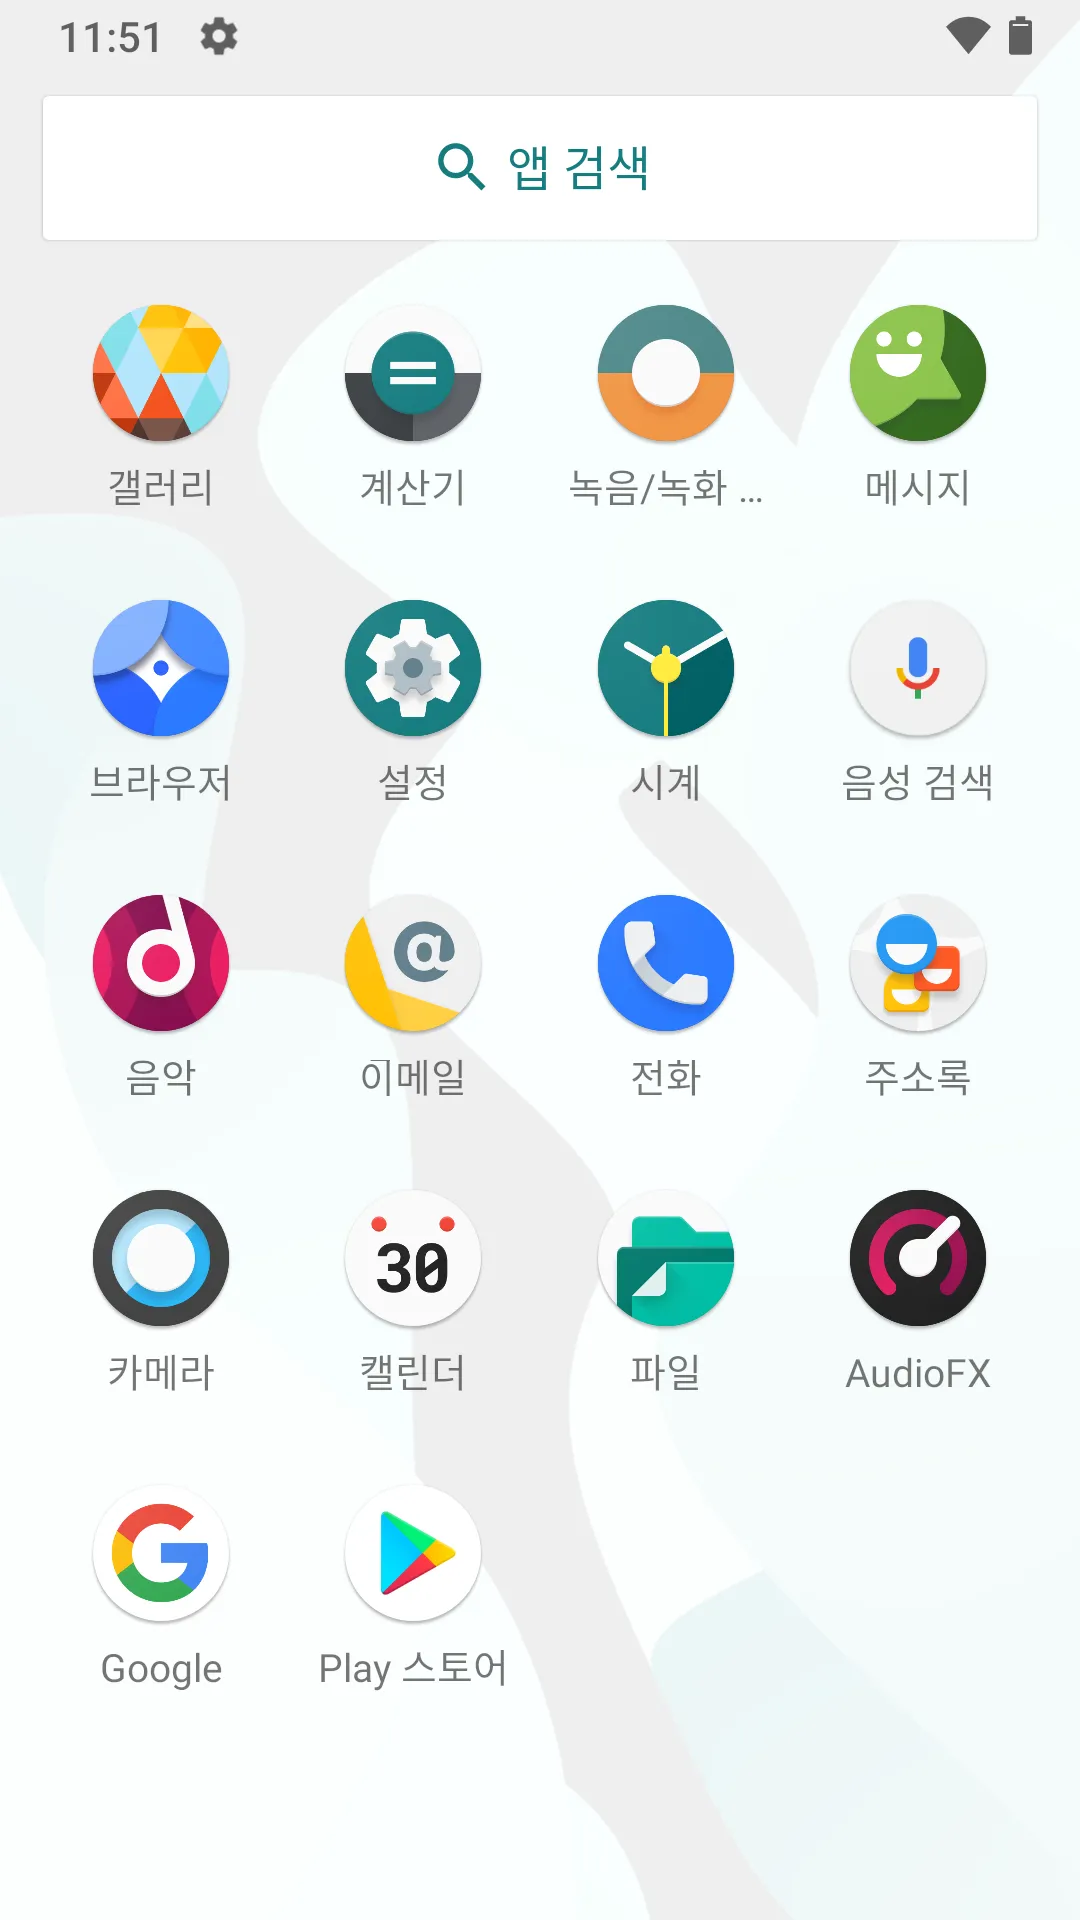 11:51
앱 검색
갤러리 계산기 녹음/녹화 ... 메시지
브라우저 설정 시계 음성 검색
음악 이메일 전화 주소록
30
카메라 캘린더 파일 AudioFX
Google Play 스토어